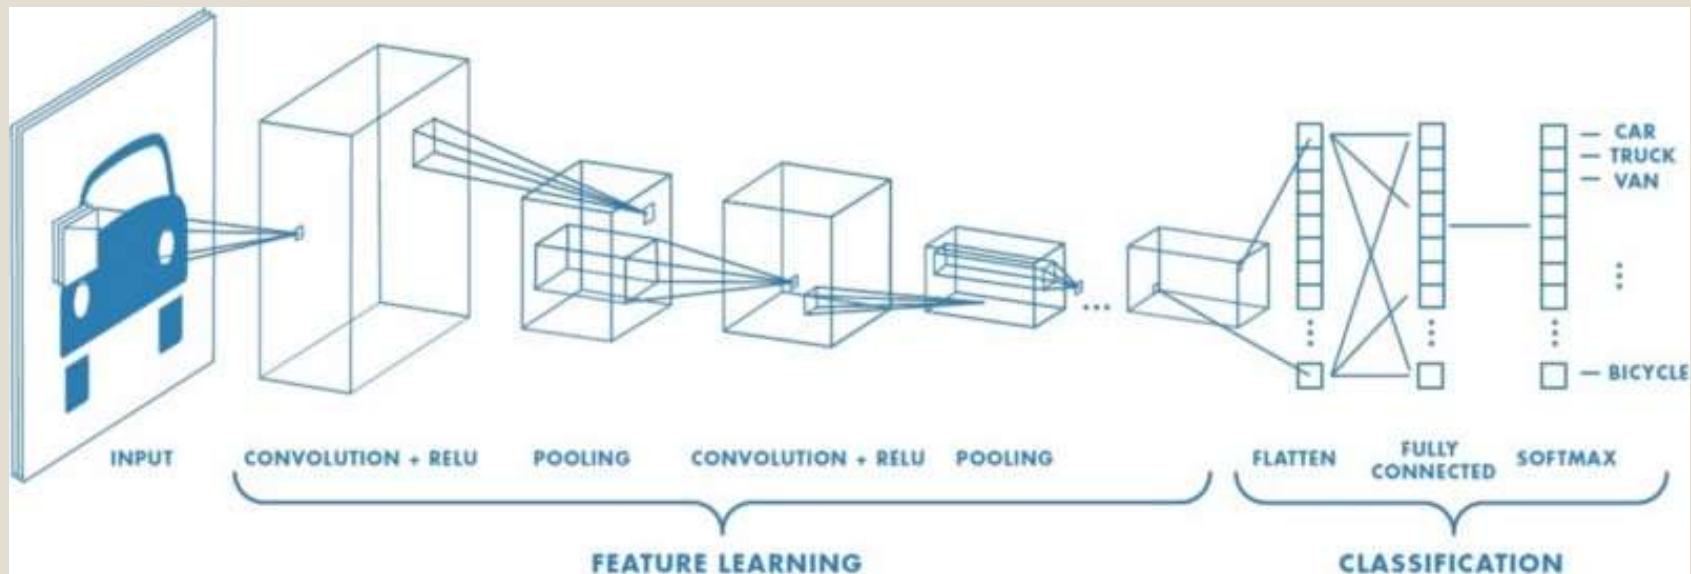 CAR
TRUCK
VAN
BICYCLE
INPUT
CONVOLUTION + RELU
POOLING
CONVOLUTION + RELU
POOLING
FLATTEN
FULLY
CONNECTED
SOFTMAX
FEATURE LEARNING
CLASSIFICATION